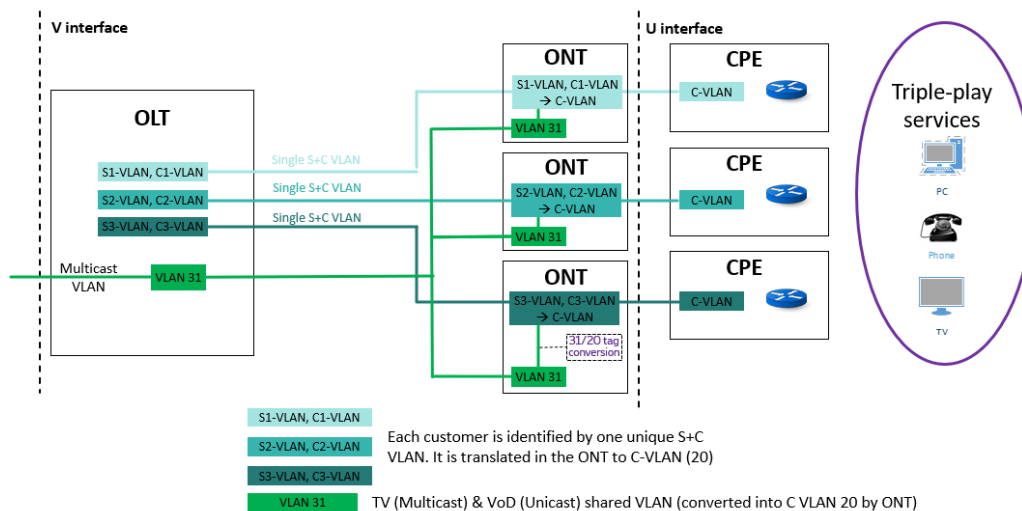 V interface
U interface
OLT
S1-VLAN, C1-VLAN
S2-VLAN, C2-VLAN
S3-VLAN, C3-VLAN
Multicast
VLAN
VLAN 31
Single S+C VLAN
Single S+C VLAN
Single S+C VLAN
ONT
S1-VLAN, C1-VLAN
→ C-VLAN
VLAN 31
ONT
S2-VLAN, C2-VLAN
→ C-VLAN
VLAN 31
ONT
S3-VLAN, C3-VLAN
→ C-VLAN
31/20 tag
conversion
VLAN 31
CPE
C-VLAN
CPE
C-VLAN
CPE
C-VLAN
Triple-play
services
PC
Phone
TV
S1-VLAN, C1-VLAN
S2-VLAN, C2-VLAN
S3-VLAN, C3-VLAN
Each customer is identified by one unique S+C
VLAN. It is translated in the ONT to C-VLAN (20)
VLAN 31
TV (Multicast) & VoD (Unicast) shared VLAN (converted into C VLAN 20 by ONT)